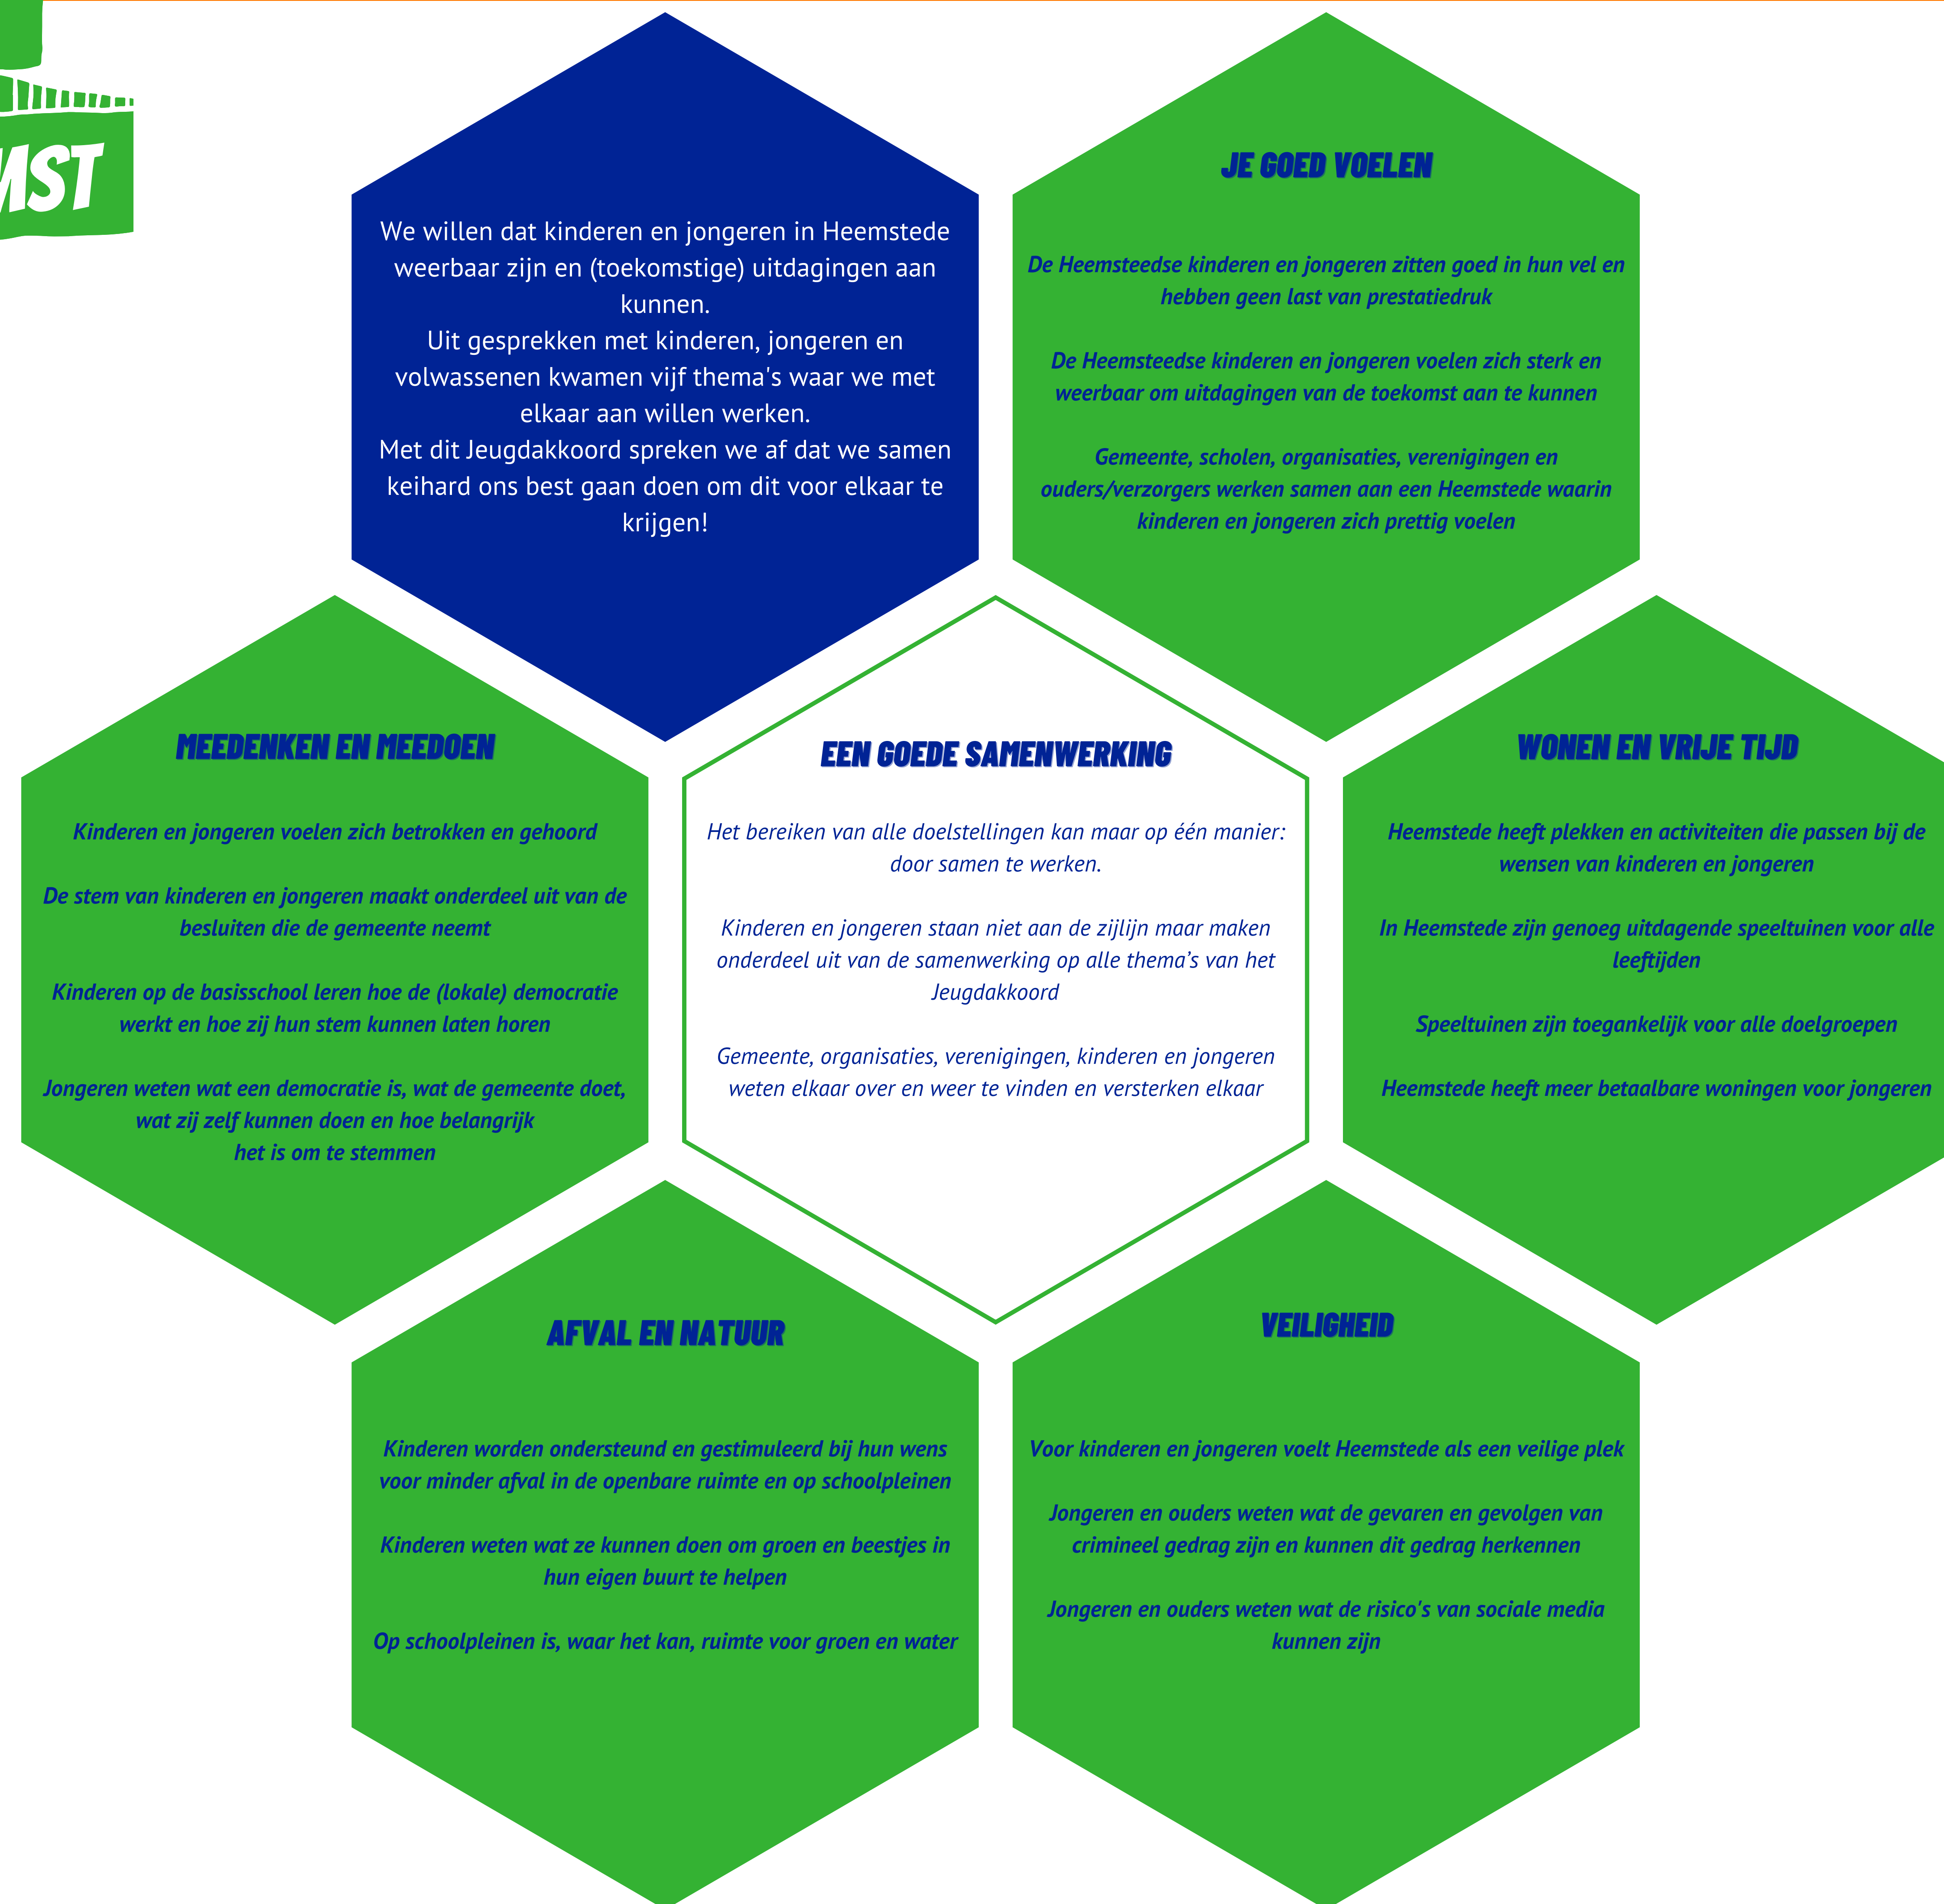 MST
We willen dat kinderen en jongeren in Heemstede
weerbaar zijn en (toekomstige) uitdagingen aan
kunnen.
Uit gesprekken met kinderen, jongeren en
volwassenen kwamen vijf thema's waar we met
elkaar aan willen werken.
Met dit Jeugdakkoord spreken we af dat we samen
keihard ons best gaan doen om dit voor elkaar te
krijgen!
JE GOED VOELEN
De Heemsteedse kinderen en jongeren zitten goed in hun vel en
hebben geen last van prestatiedruk
De Heemsteedse kinderen en jongeren voelen zich sterk en
weerbaar om uitdagingen van de toekomst aan te kunnen
Gemeente, scholen, organisaties, verenigingen en
ouders/verzorgers werken samen aan een Heemstede waarin
kinderen en jongeren zich prettig voelen
MEEDENKEN EN MEEDOEN
Kinderen en jongeren voelen zich betrokken en gehoord
De stem van kinderen en jongeren maakt onderdeel uit van de
besluiten die de gemeente neemt
Kinderen op de basisschool leren hoe de (lokale) democratie
werkt en hoe zij hun stem kunnen laten horen
Jongeren weten wat een democratie is, wat de gemeente doet,
wat zij zelf kunnen doen en hoe belangrijk
het is om te stemmen
EEN GOEDE SAMENWERKING
Het bereiken van alle doelstellingen kan maar op één manier:
door samen te werken.
Kinderen en jongeren staan niet aan de zijlijn maar maken
onderdeel uit van de samenwerking op alle thema’s van het
Jeugdakkoord
Gemeente, organisaties, verenigingen, kinderen en jongeren
weten elkaar over en weer te vinden en versterken elkaar
WONEN EN VRIJE TIJD
Heemstede heeft plekken en activiteiten die passen bij de
wensen van kinderen en jongeren
In Heemstede zijn genoeg uitdagende speeltuinen voor alle
leeftijden
Speeltuinen zijn toegankelijk voor alle doelgroepen
Heemstede heeft meer betaalbare woningen voor jongeren
AFVAL EN NATUUR
Kinderen worden ondersteund en gestimuleerd bij hun wens
voor minder afval in de openbare ruimte en op schoolpleinen
Kinderen weten wat ze kunnen doen om groen en beestjes in
hun eigen buurt te helpen
Op schoolpleinen is, waar het kan, ruimte voor groen en water
VEILIGHEID
Voor kinderen en jongeren voelt Heemstede als een veilige plek
Jongeren en ouders weten wat de gevaren en gevolgen van
crimineel gedrag zijn en kunnen dit gedrag herkennen
Jongeren en ouders weten wat de risico's van sociale media
kunnen zijn